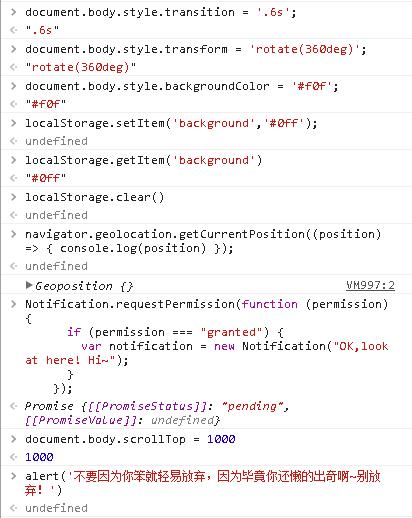 > document.body.style.transition = '.6s';
< ".6s"
> document.body.style.transform = 'rotate(360deg)';
< "rotate(360deg)"
> document.body.style.backgroundColor = '#f0f';
< "#f0f"
> localStorage.setItem('background','#0ff');
< undefined
> localStorage.getItem('background')
< "#0ff"
> localStorage.clear()
< undefined
> navigator.geolocation.getCurrentPosition((position)
=> { console.log(position) });
< undefined
▶Geoposition {} VM997:2
> Notification.requestPermission(function (permission)
{
if (permission === "granted") {
var notification = new Notification("OK,look
at here! Hi~");
}
});
< Promise {[[PromiseStatus]]: "pending",
[[PromiseValue]]: undefined}
> document.body.scrollTop = 1000
< 1000
> alert('不要因为你笨就轻易放弃，因为毕竟你还懒的出奇啊~别放
弃！')
< undefined